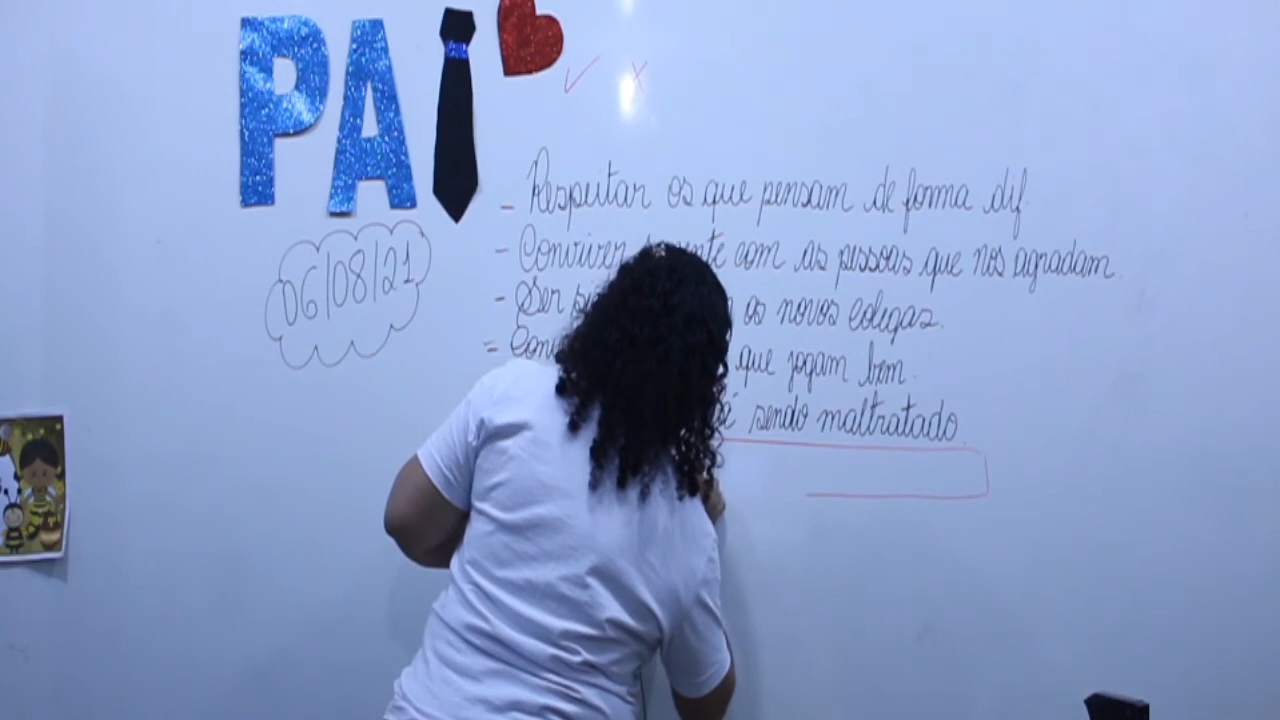 PAI
✓ x
- Respeitar os que pensam de forma dif.
06/08/21
- Conviver com as pessoas que nos agradam.
- Ser os novos colegas.
- que jogam bem.
sendo maltratado.